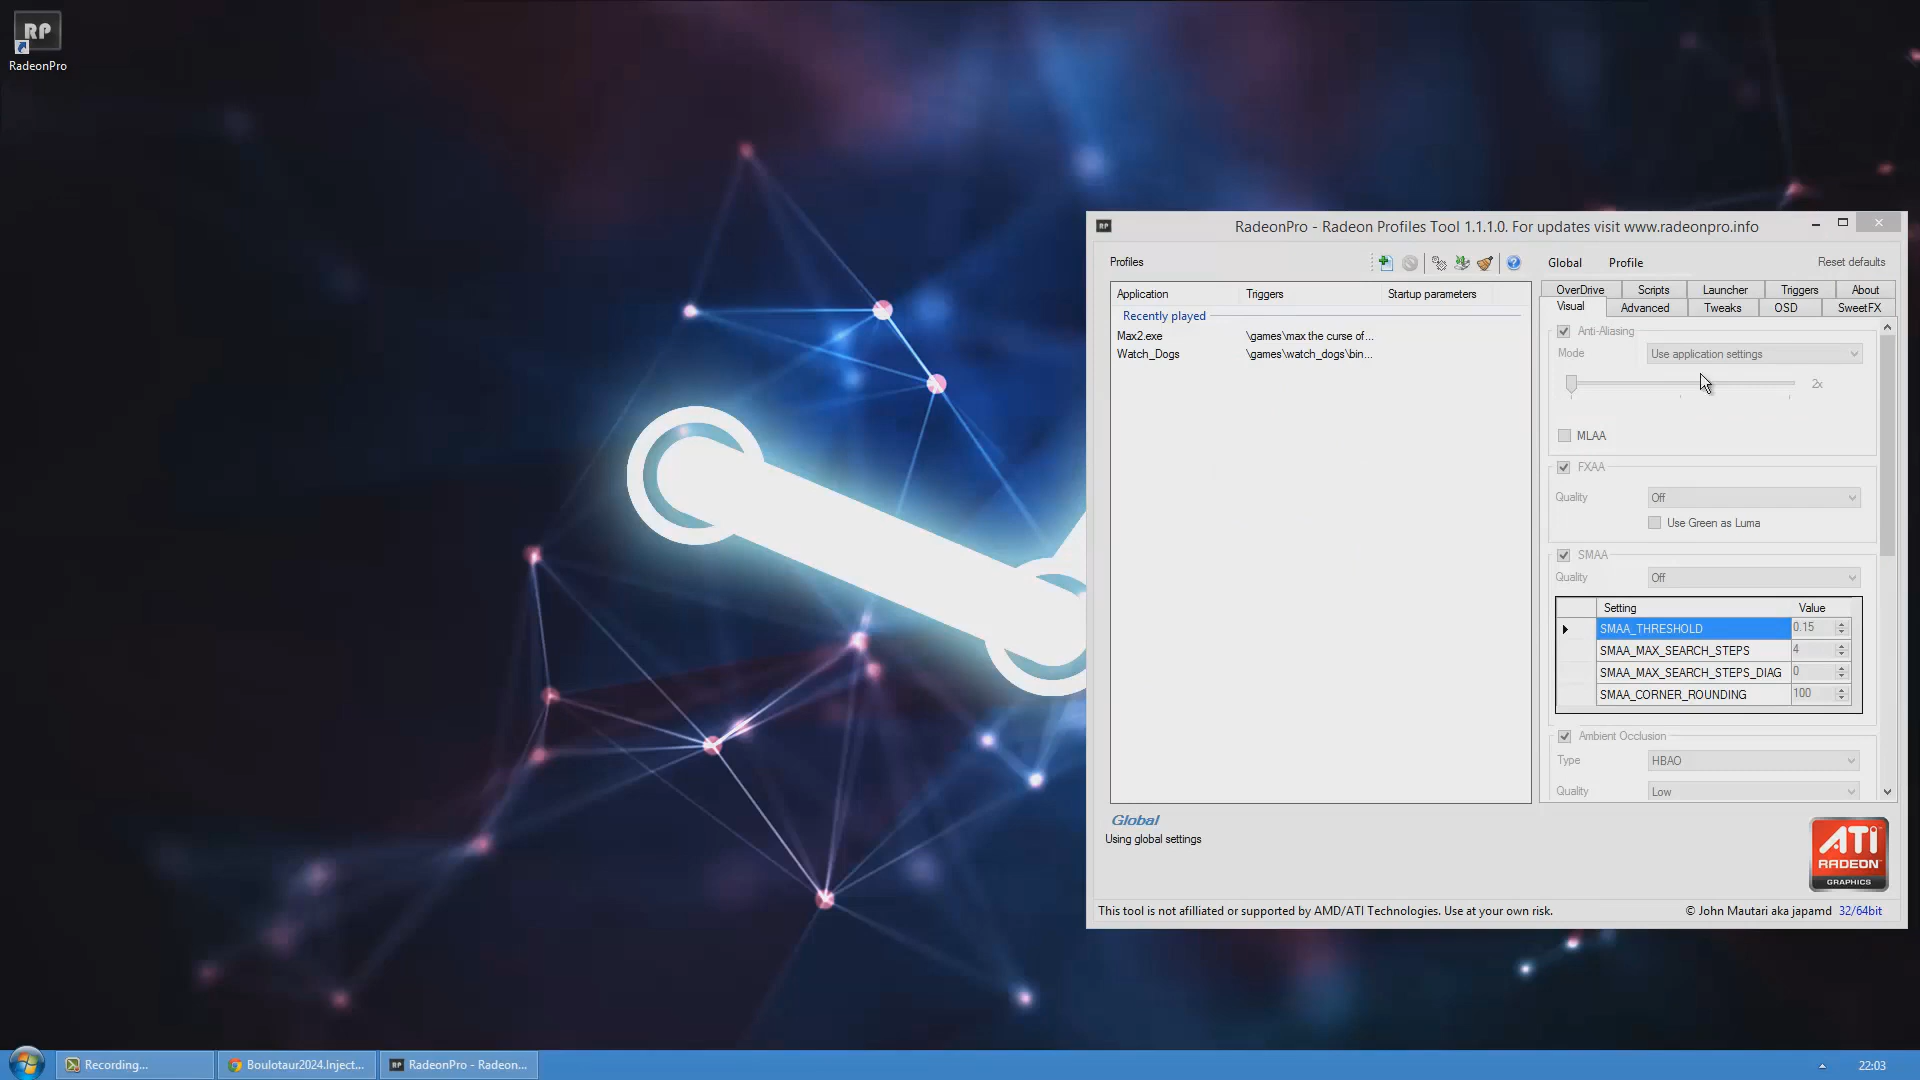 RP
RadeonPro
RP
RadeonPro - Radeon Profiles Tool 1.1.1.0. For updates visit www.radeonpro.info
Profiles
Global
Profile
Reset defaults
Application
Triggers
Startup parameters
Recently played
Max2.exe
\games\max the curse of...
Watch_Dogs
\games\watch_dogs\bin...
OverDrive
Scripts
Launcher
Triggers
About
Visual
Advanced
Tweaks
OSD
SweetFX
Anti-Aliasing
Mode
Use application settings
2x
MLAA
FXAA
Quality
Off
Use Green as Luma
SMAA
Quality
Off
Setting
Value
SMAA_THRESHOLD
0.15
SMAA_MAX_SEARCH_STEPS
4
SMAA_MAX_SEARCH_STEPS_DIAG
0
SMAA_CORNER_ROUNDING
100
Ambient Occlusion
Type
HBAO
Quality
Low
Global
Using global settings
ATI
RADEON
GRAPHICS
This tool is not afilliated or supported by AMD/ATI Technologies. Use at your own risk.
© John Mautari aka japamd
32/64bit
Recording...
Boulotaur2024.Inject...
RP
RadeonPro - Radeon...
22:03